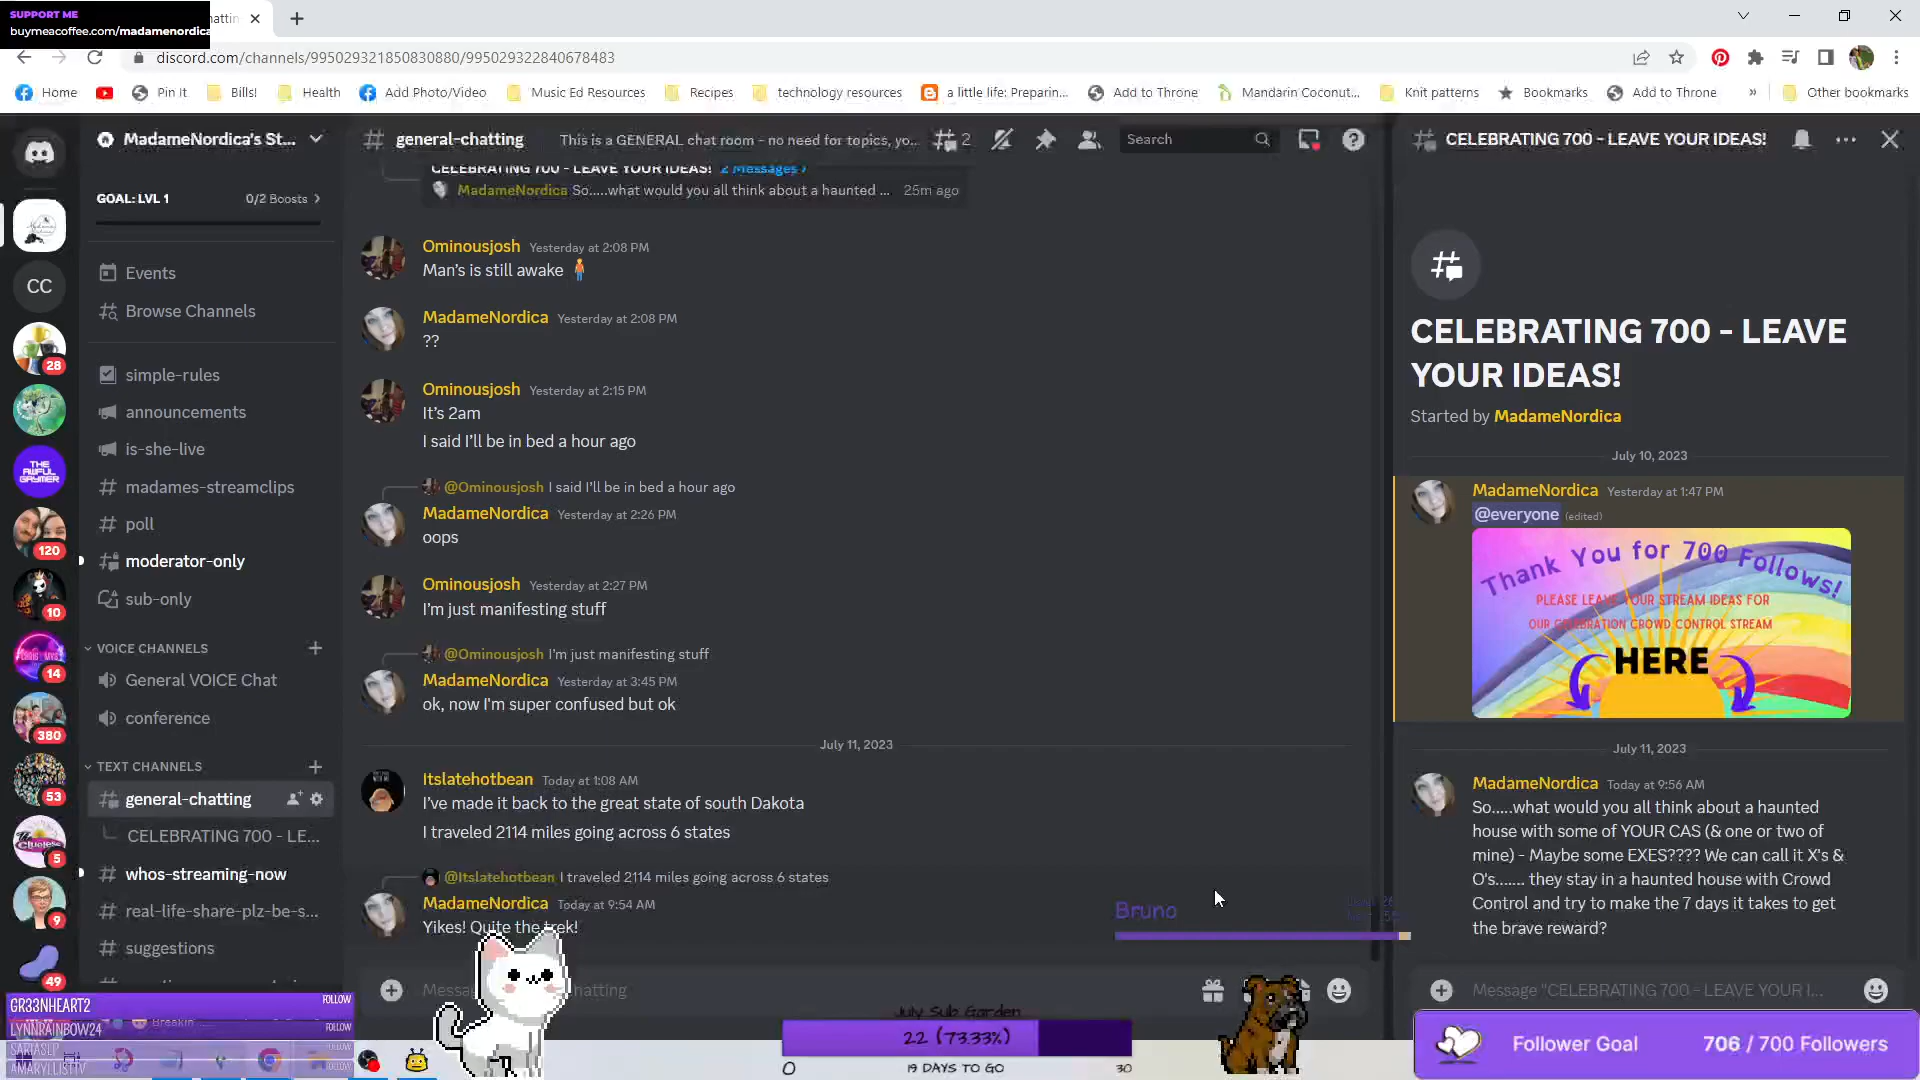 SUPPORT ME
buymeacoffee.com/madamenordica
discord.com/channels/995029321850830880/995029322840678483
Home
Pin It
Bills!
Health
Add Photo/Video
Music Ed Resources
Recipes
technology resources
a little life: Preparin...
Add to Throne
Mandarin Coconut...
Knit patterns
Bookmarks
Add to Throne
Other bookmarks
MadameNordica's St...
GOAL: LVL 1
0/2 Boosts
Events
Browse Channels
simple-rules
announcements
is-she-live
madames-streamclips
poll
moderator-only
sub-only
VOICE CHANNELS
General VOICE Chat
conference
TEXT CHANNELS
general-chatting
CELEBRATING 700 - LE...
whos-streaming-now
real-life-share-plz-be-s...
suggestions
CC
28
THE AWFUL GAYMER
120
10
14
380
53
5
9
49
general-chatting
This is a GENERAL chat room - no need for topics, yo...
2
Search
CELEBRATING 700 - LEAVE YOUR IDEAS! 2 Messages ›
MadameNordica So.....what would you all think about a haunted ... 25m ago
Ominousjosh Yesterday at 2:08 PM
Man's is still awake
MadameNordica Yesterday at 2:08 PM
??
Ominousjosh Yesterday at 2:15 PM
It's 2am
I said I'll be in bed a hour ago
@Ominousjosh I said I'll be in bed a hour ago
MadameNordica Yesterday at 2:26 PM
oops
Ominousjosh Yesterday at 2:27 PM
I'm just manifesting stuff
@Ominousjosh I'm just manifesting stuff
MadameNordica Yesterday at 3:45 PM
ok, now I'm super confused but ok
July 11, 2023
Itslatehotbean Today at 1:08 AM
I've made it back to the great state of south Dakota
I traveled 2114 miles going across 6 states
@Itslatehotbean I traveled 2114 miles going across 6 states
MadameNordica Today at 9:54 AM
Yikes! Quite the trek!
Bruno
CELEBRATING 700 - LEAVE YOUR IDEAS!
CELEBRATING 700 - LEAVE
YOUR IDEAS!
Started by MadameNordica
July 10, 2023
MadameNordica Yesterday at 1:47 PM
@everyone (edited)
Thank You for 700 Follows!
PLEASE LEAVE YOUR STREAM IDEAS FOR
OUR CELEBRATION CROWD CONTROL STREAM
HERE
July 11, 2023
MadameNordica Today at 9:56 AM
So.....what would you all think about a haunted
house with some of YOUR CAS (& one or two of
mine) - Maybe some EXES???? We can call it X's &
O's....... they stay in a haunted house with Crowd
Control and try to make the 7 days it takes to get
the brave reward?
Message "CELEBRATING 700 - LEAVE YOUR I...
GR33NHEART2 FOLLOW
LYNNRAINBOW24 FOLLOW
SARIASLP FOLLOW
AMARYLLISTTV FOLLOW
July Sub Garden
22 (73.33%)
0
19 DAYS TO GO
30
Follower Goal
706 / 700 Followers